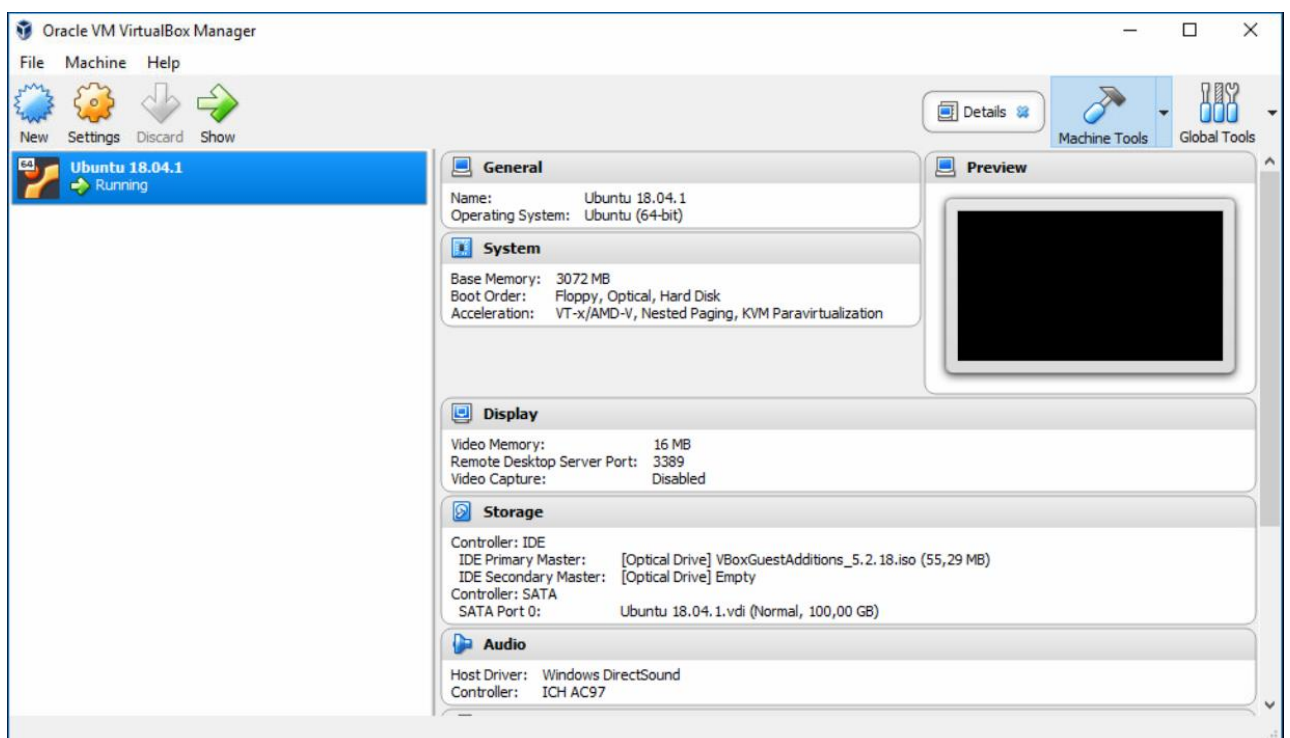 Oracle VM VirtualBox Manager
File Machine Help
New Settings Discard Show
Details
Machine Tools
Global Tools
64
Ubuntu 18.04.1
Running
General
Name: Ubuntu 18.04.1
Operating System: Ubuntu (64-bit)
System
Base Memory: 3072 MB
Boot Order: Floppy, Optical, Hard Disk
Acceleration: VT-x/AMD-V, Nested Paging, KVM Paravirtualization
Preview
Display
Video Memory: 16 MB
Remote Desktop Server Port: 3389
Video Capture: Disabled
Storage
Controller: IDE
IDE Primary Master: [Optical Drive] VBoxGuestAdditions_5.2.18.iso (55,29 MB)
IDE Secondary Master: [Optical Drive] Empty
Controller: SATA
SATA Port 0: Ubuntu 18.04.1.vdi (Normal, 100,00 GB)
Audio
Host Driver: Windows DirectSound
Controller: ICH AC97